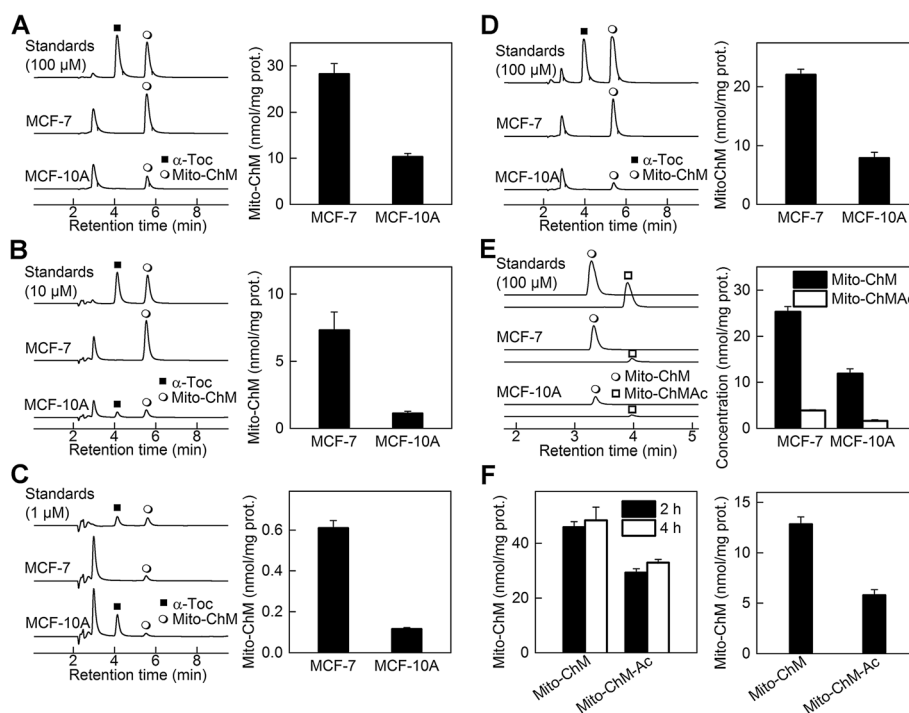 A
Standards
(100 µM)
MCF-7
MCF-10A
■ α-Toc
○ Mito-ChM
2 4 6 8
Retention time (min)
Mito-ChM (nmol/mg prot.)
30
20
10
0
MCF-7 MCF-10A
B
Standards
(10 µM)
MCF-7
MCF-10A
■ α-Toc
○ Mito-ChM
2 4 6 8
Retention time (min)
Mito-ChM (nmol/mg prot.)
9
6
3
0
MCF-7 MCF-10A
C
Standards
(1 µM)
MCF-7
MCF-10A
■ α-Toc
○ Mito-ChM
2 4 6 8
Retention time (min)
Mito-ChM (nmol/mg prot.)
0.6
0.4
0.2
0.0
MCF-7 MCF-10A
D
Standards
(100 µM)
MCF-7
MCF-10A
■ α-Toc
○ Mito-ChM
2 4 6 8
Retention time (min)
MitoChM (nmol/mg prot.)
20
10
0
MCF-7 MCF-10A
E
Standards
(100 µM)
MCF-7
MCF-10A
○ Mito-ChM
□ Mito-ChMAc
2 3 4 5
Retention time (min)
Concentration (nmol/mg prot.)
30
20
10
0
Mito-ChM
Mito-ChMAc
MCF-7 MCF-10A
F
Mito-ChM (nmol/mg prot.)
40
20
0
2 h
4 h
Mito-ChM
Mito-ChM-Ac
Mito-ChM (nmol/mg prot.)
15
10
5
0
Mito-ChM
Mito-ChM-Ac